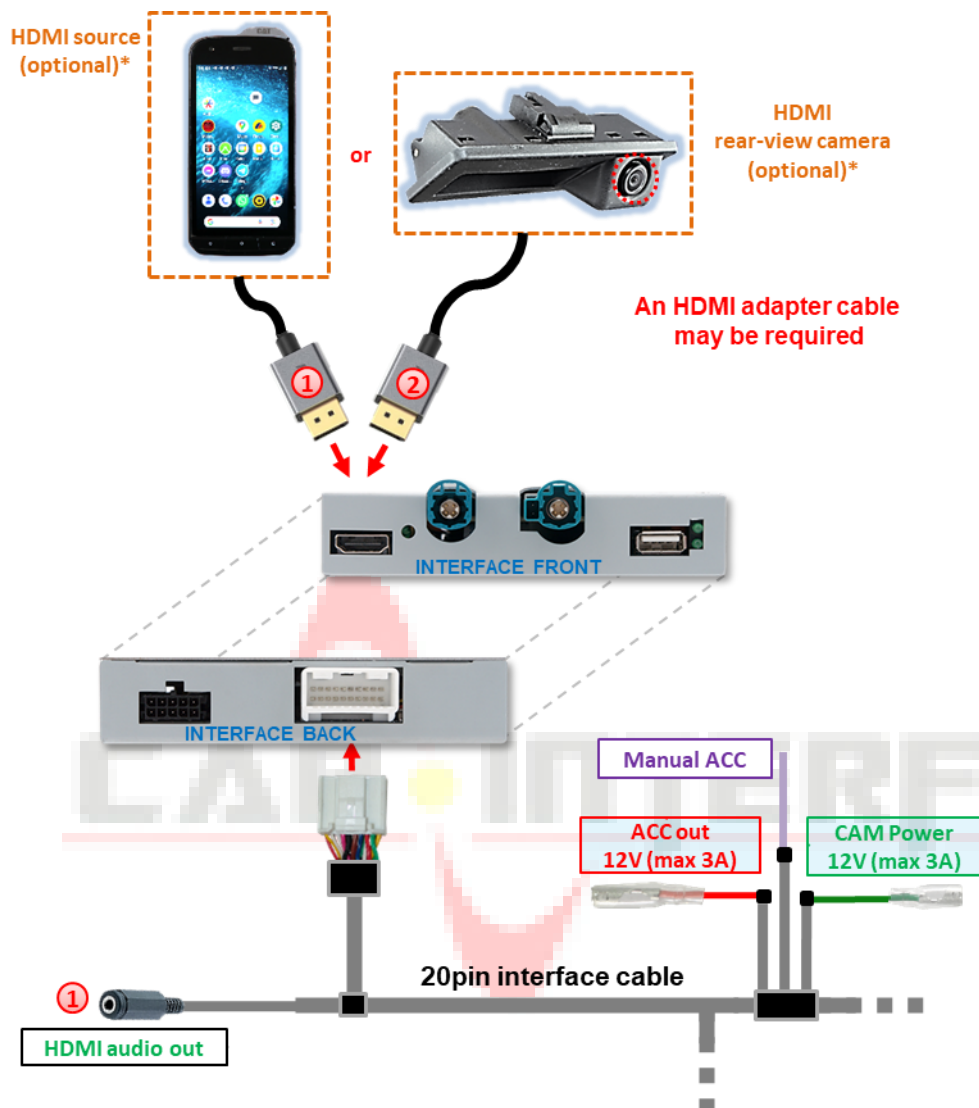 HDMI source
(optional)*
or
HDMI
rear-view camera
(optional)*
An HDMI adapter cable
may be required
1
2
INTERFACE FRONT
INTERFACE BACK
Manual ACC
ACC out
12V (max 3A)
CAM Power
12V (max 3A)
20pin interface cable
1
HDMI audio out